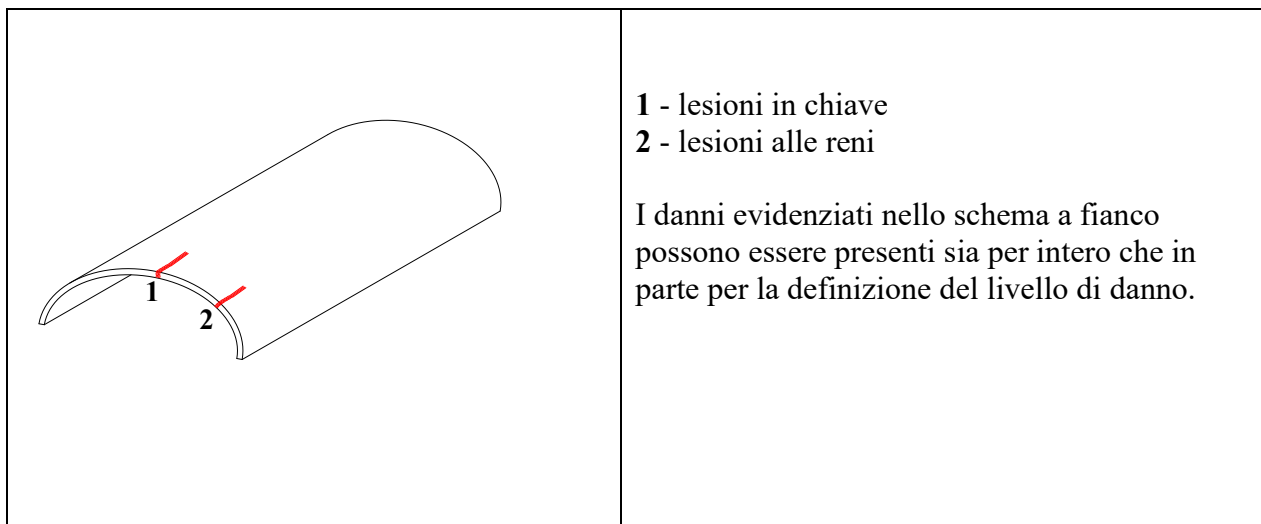 1
2
1 - lesioni in chiave
2 - lesioni alle reni
I danni evidenziati nello schema a fianco
possono essere presenti sia per intero che in
parte per la definizione del livello di danno.